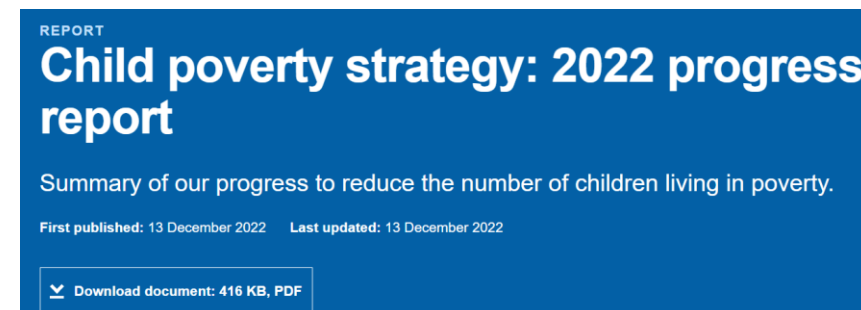 REPORT
Child poverty strategy: 2022 progress
report
Summary of our progress to reduce the number of children living in poverty.
First published: 13 December 2022 Last updated: 13 December 2022
Download document: 416 KB, PDF